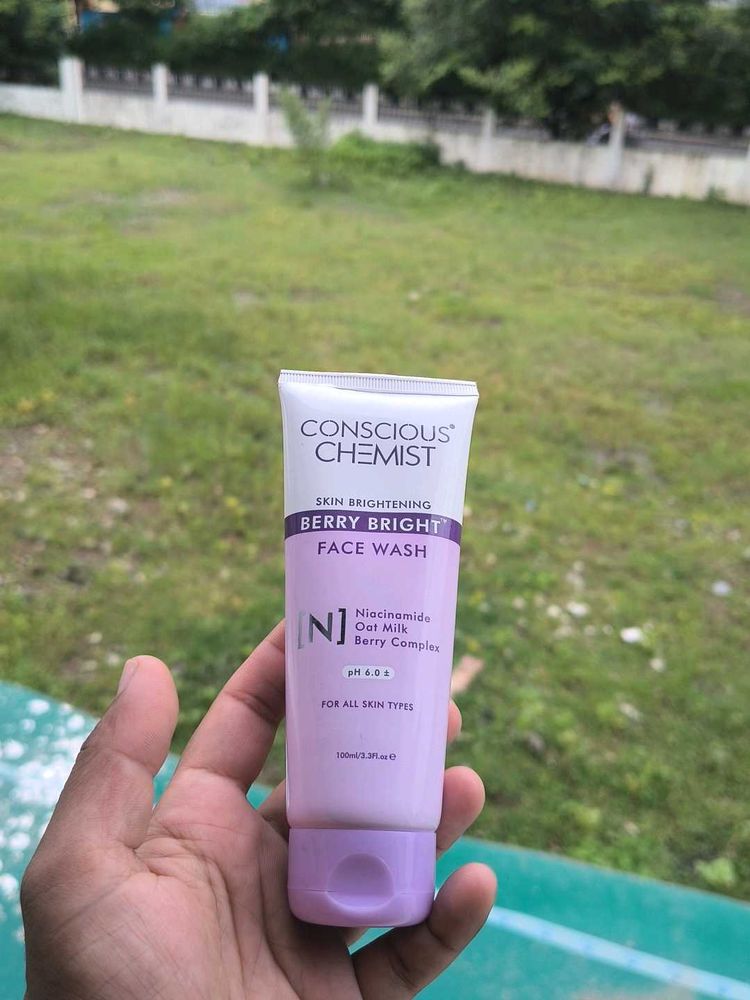 CONSCIOUS®
CHEMIST
SKIN BRIGHTENING
BERRY BRIGHT™
FACE WASH
[N]
Niacinamide
Oat Milk
Berry Complex
pH 6.0 ±
FOR ALL SKIN TYPES
100ml/3.3Fl.oz ℮